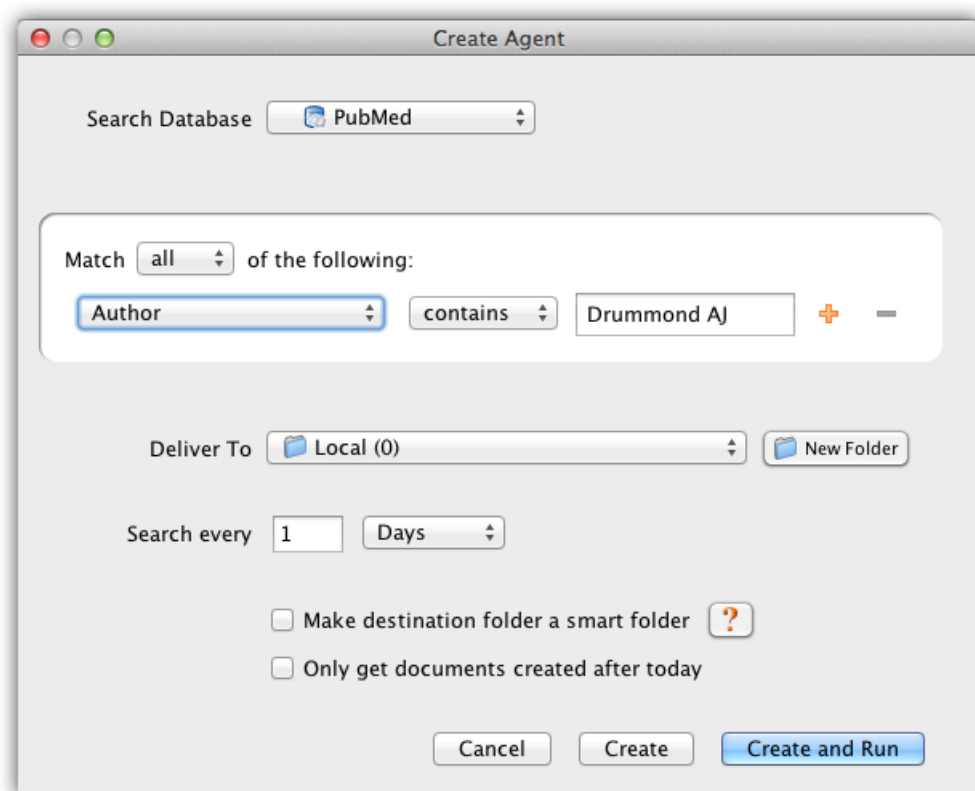 Create Agent
Search Database PubMed
Match all of the following:
Author contains Drummond AJ
Deliver To Local (0) New Folder
Search every 1 Days
Make destination folder a smart folder ?
Only get documents created after today
Cancel Create Create and Run